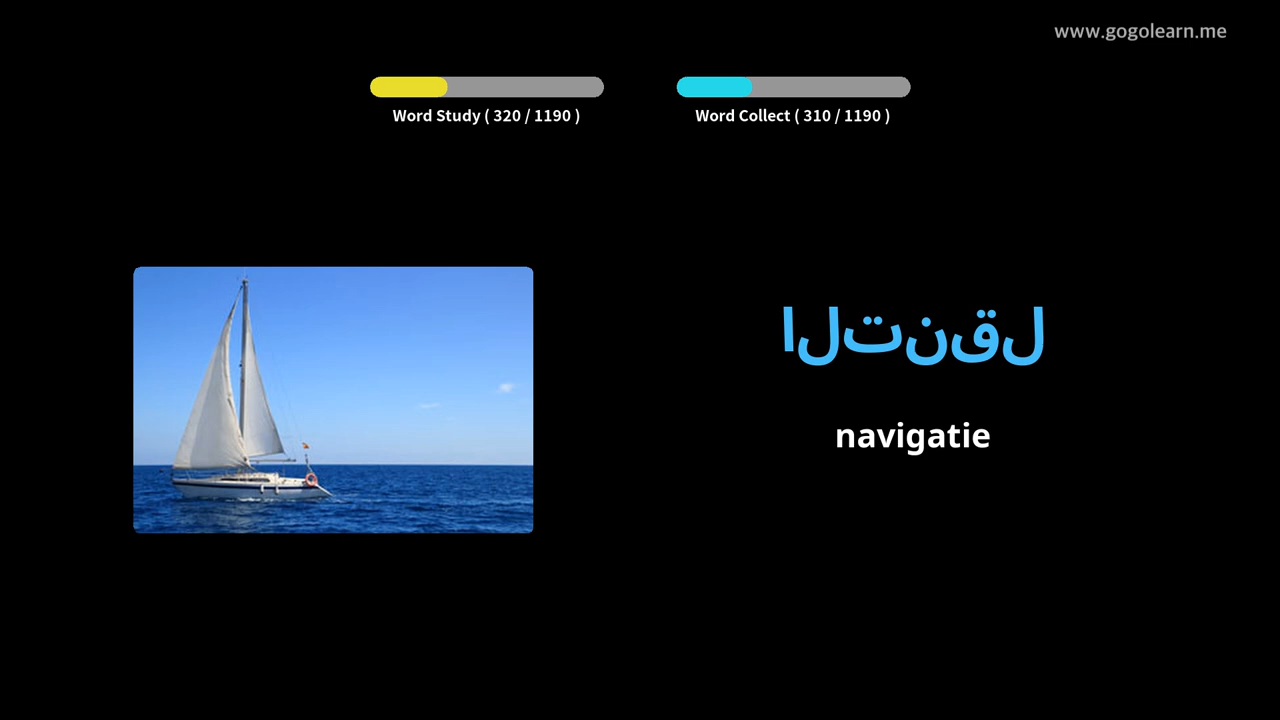 www.gogolearn.me
Word Study ( 320 / 1190 )
Word Collect ( 310 / 1190 )
التنقل
navigatie